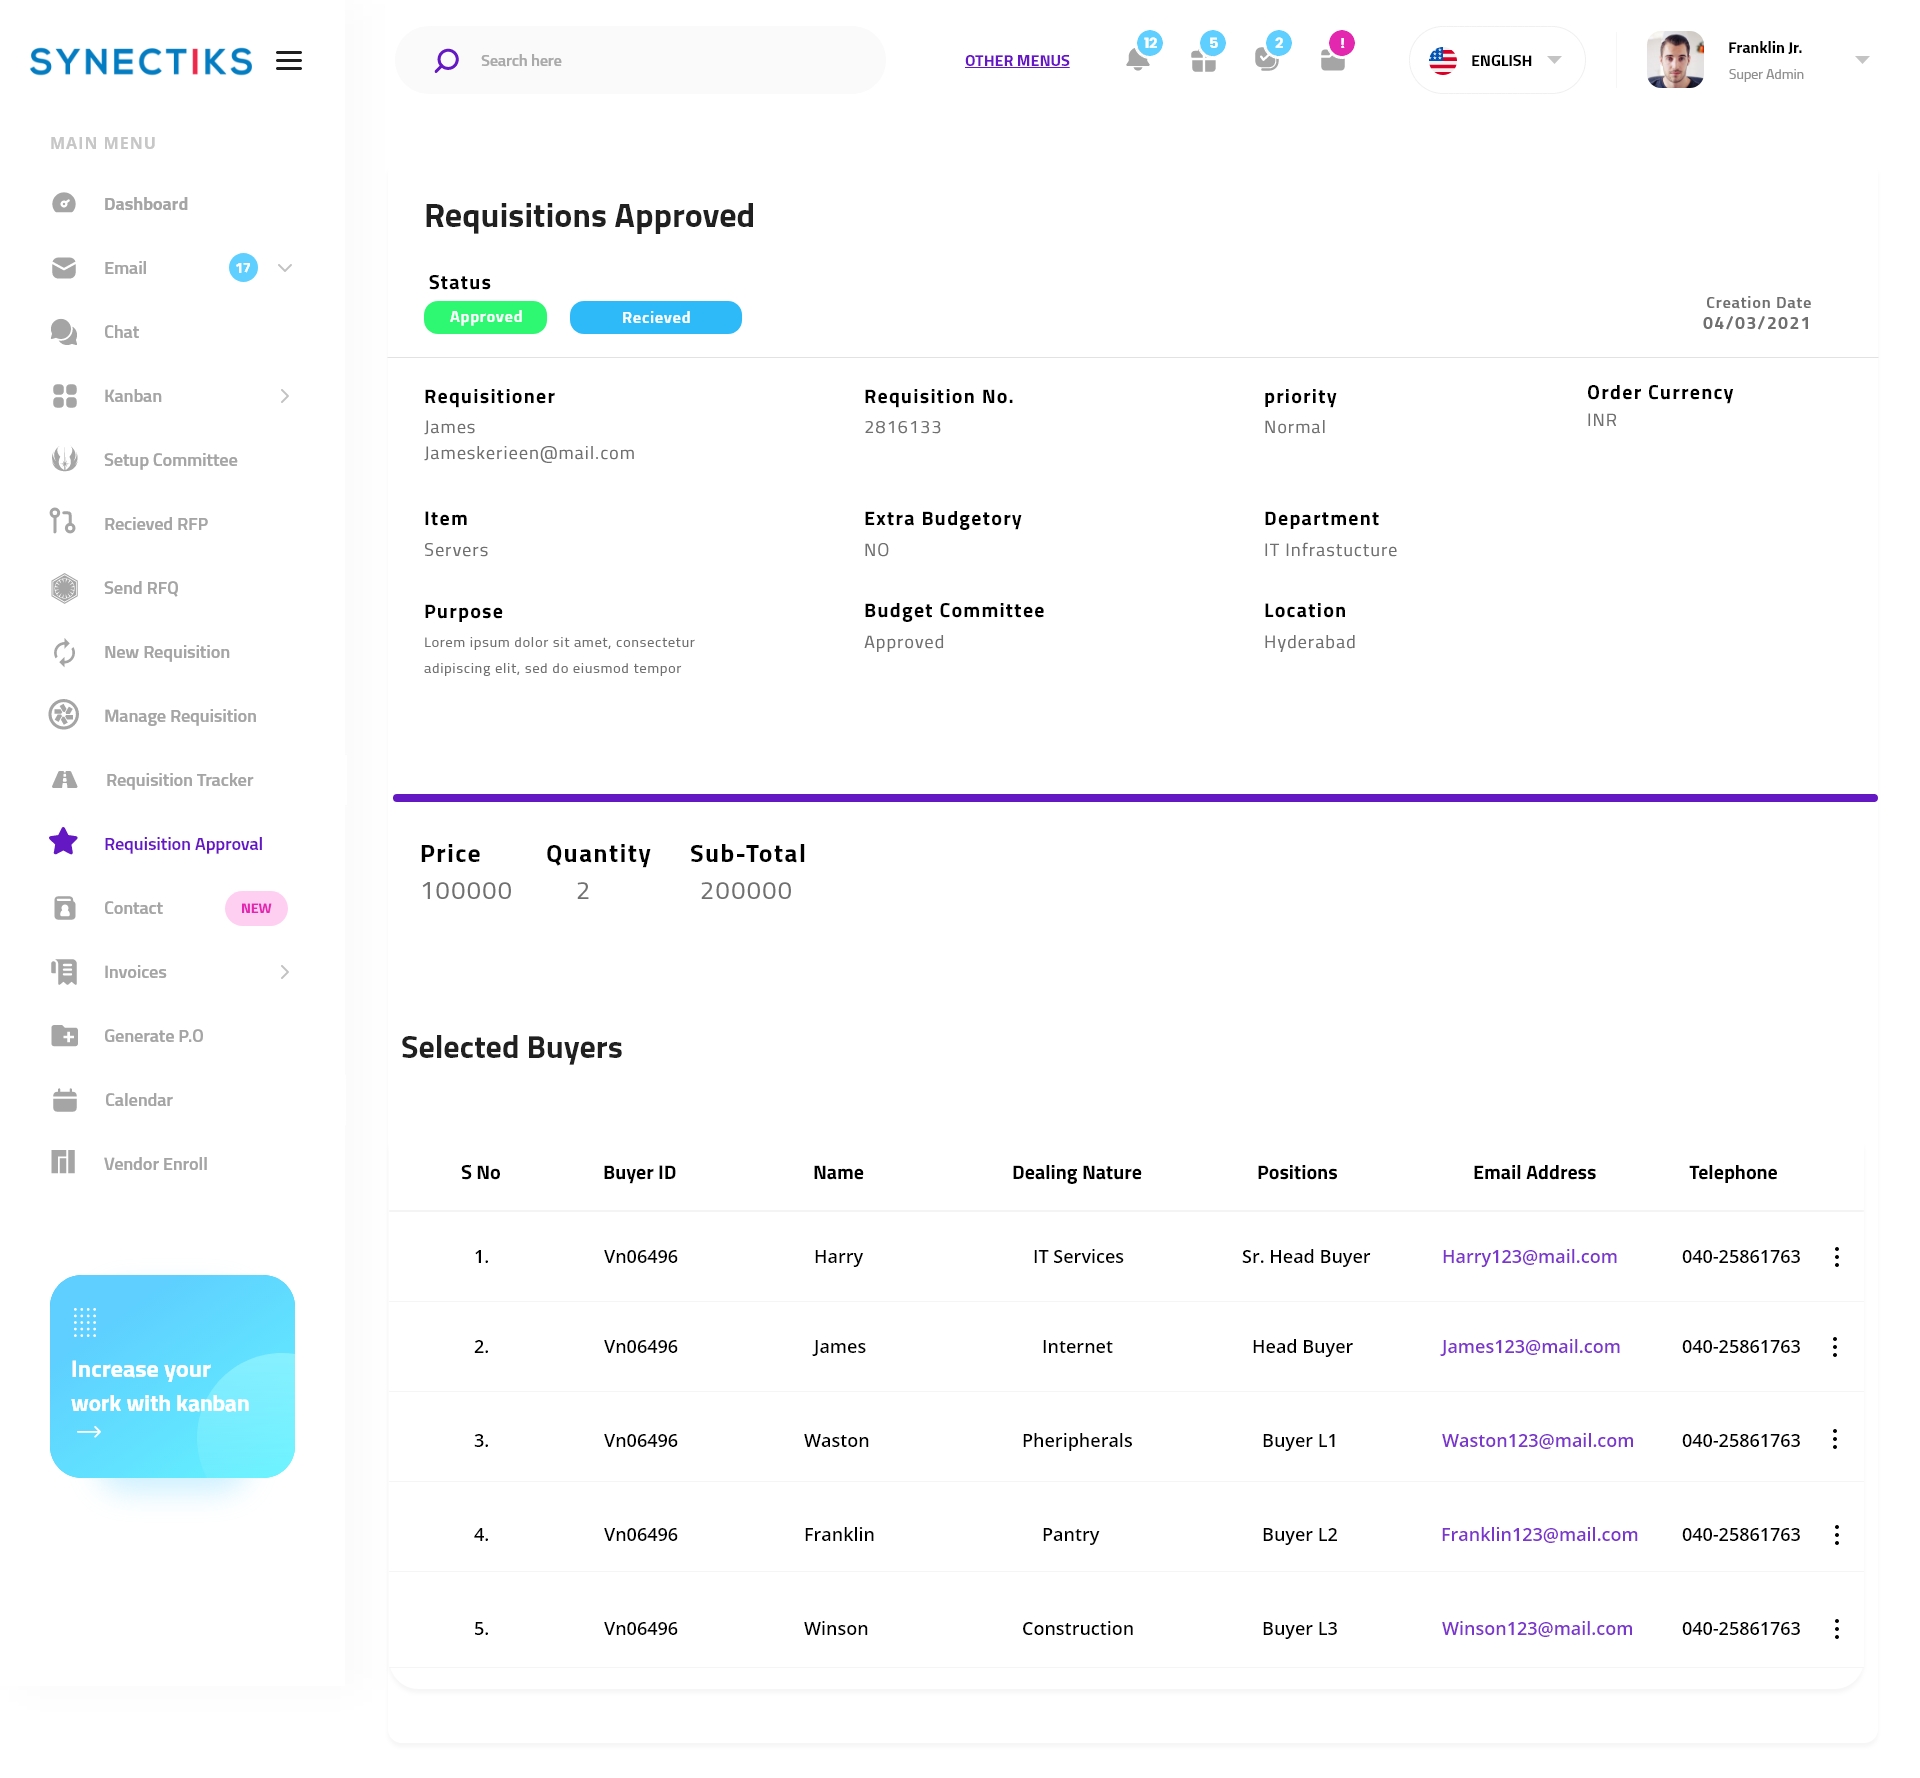 SYNECTIKS
Search here
OTHER MENUS
12
5
2
!
ENGLISH
Franklin Jr.
Super Admin
MAIN MENU
Dashboard
Email
17
Chat
Kanban
Setup Committee
Recieved RFP
Send RFQ
New Requisition
Manage Requisition
Requisition Tracker
Requisition Approval
Contact
NEW
Invoices
Generate P.O
Calendar
Vendor Enroll
Increase your
work with kanban
Requisitions Approved
Status
Approved
Recieved
Creation Date
04/03/2021
Requisitioner
James
Jameskerieen@mail.com
Requisition No.
2816133
priority
Normal
Order Currency
INR
Item
Servers
Extra Budgetory
NO
Department
IT Infrastucture
Purpose
Lorem ipsum dolor sit amet, consectetur
adipiscing elit, sed do eiusmod tempor
Budget Committee
Approved
Location
Hyderabad
Price Quantity Sub-Total
100000 2 200000
Selected Buyers
S No Buyer ID Name Dealing Nature Positions Email Address Telephone
1. Vn06496 Harry IT Services Sr. Head Buyer Harry123@mail.com 040-25861763
2. Vn06496 James Internet Head Buyer James123@mail.com 040-25861763
3. Vn06496 Waston Pheripherals Buyer L1 Waston123@mail.com 040-25861763
4. Vn06496 Franklin Pantry Buyer L2 Franklin123@mail.com 040-25861763
5. Vn06496 Winson Construction Buyer L3 Winson123@mail.com 040-25861763